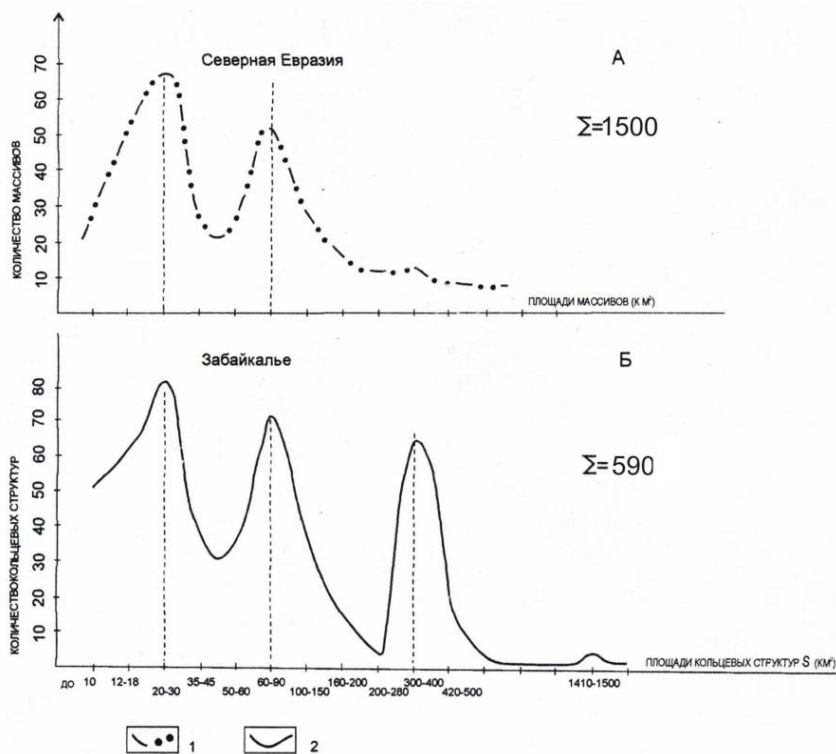 Северная Евразия
А
Σ=1500
КОЛИЧЕСТВО МАССИВОВ
70
60
50
40
30
20
10
ПЛОЩАДИ МАССИВОВ (К М²)
Забайкалье
Б
Σ=590
КОЛИЧЕСТВОКОЛЬЦЕВЫХ СТРУКТУР
80
70
60
50
40
30
20
10
ПЛОЩАДИ КОЛЬЦЕВЫХ СТРУКТУР S (КМ²)
ДО 10 12-18 20-30 35-45 50-60 60-90 100-150 160-200 200-280 300-400 420-500 1410-1500
1 2